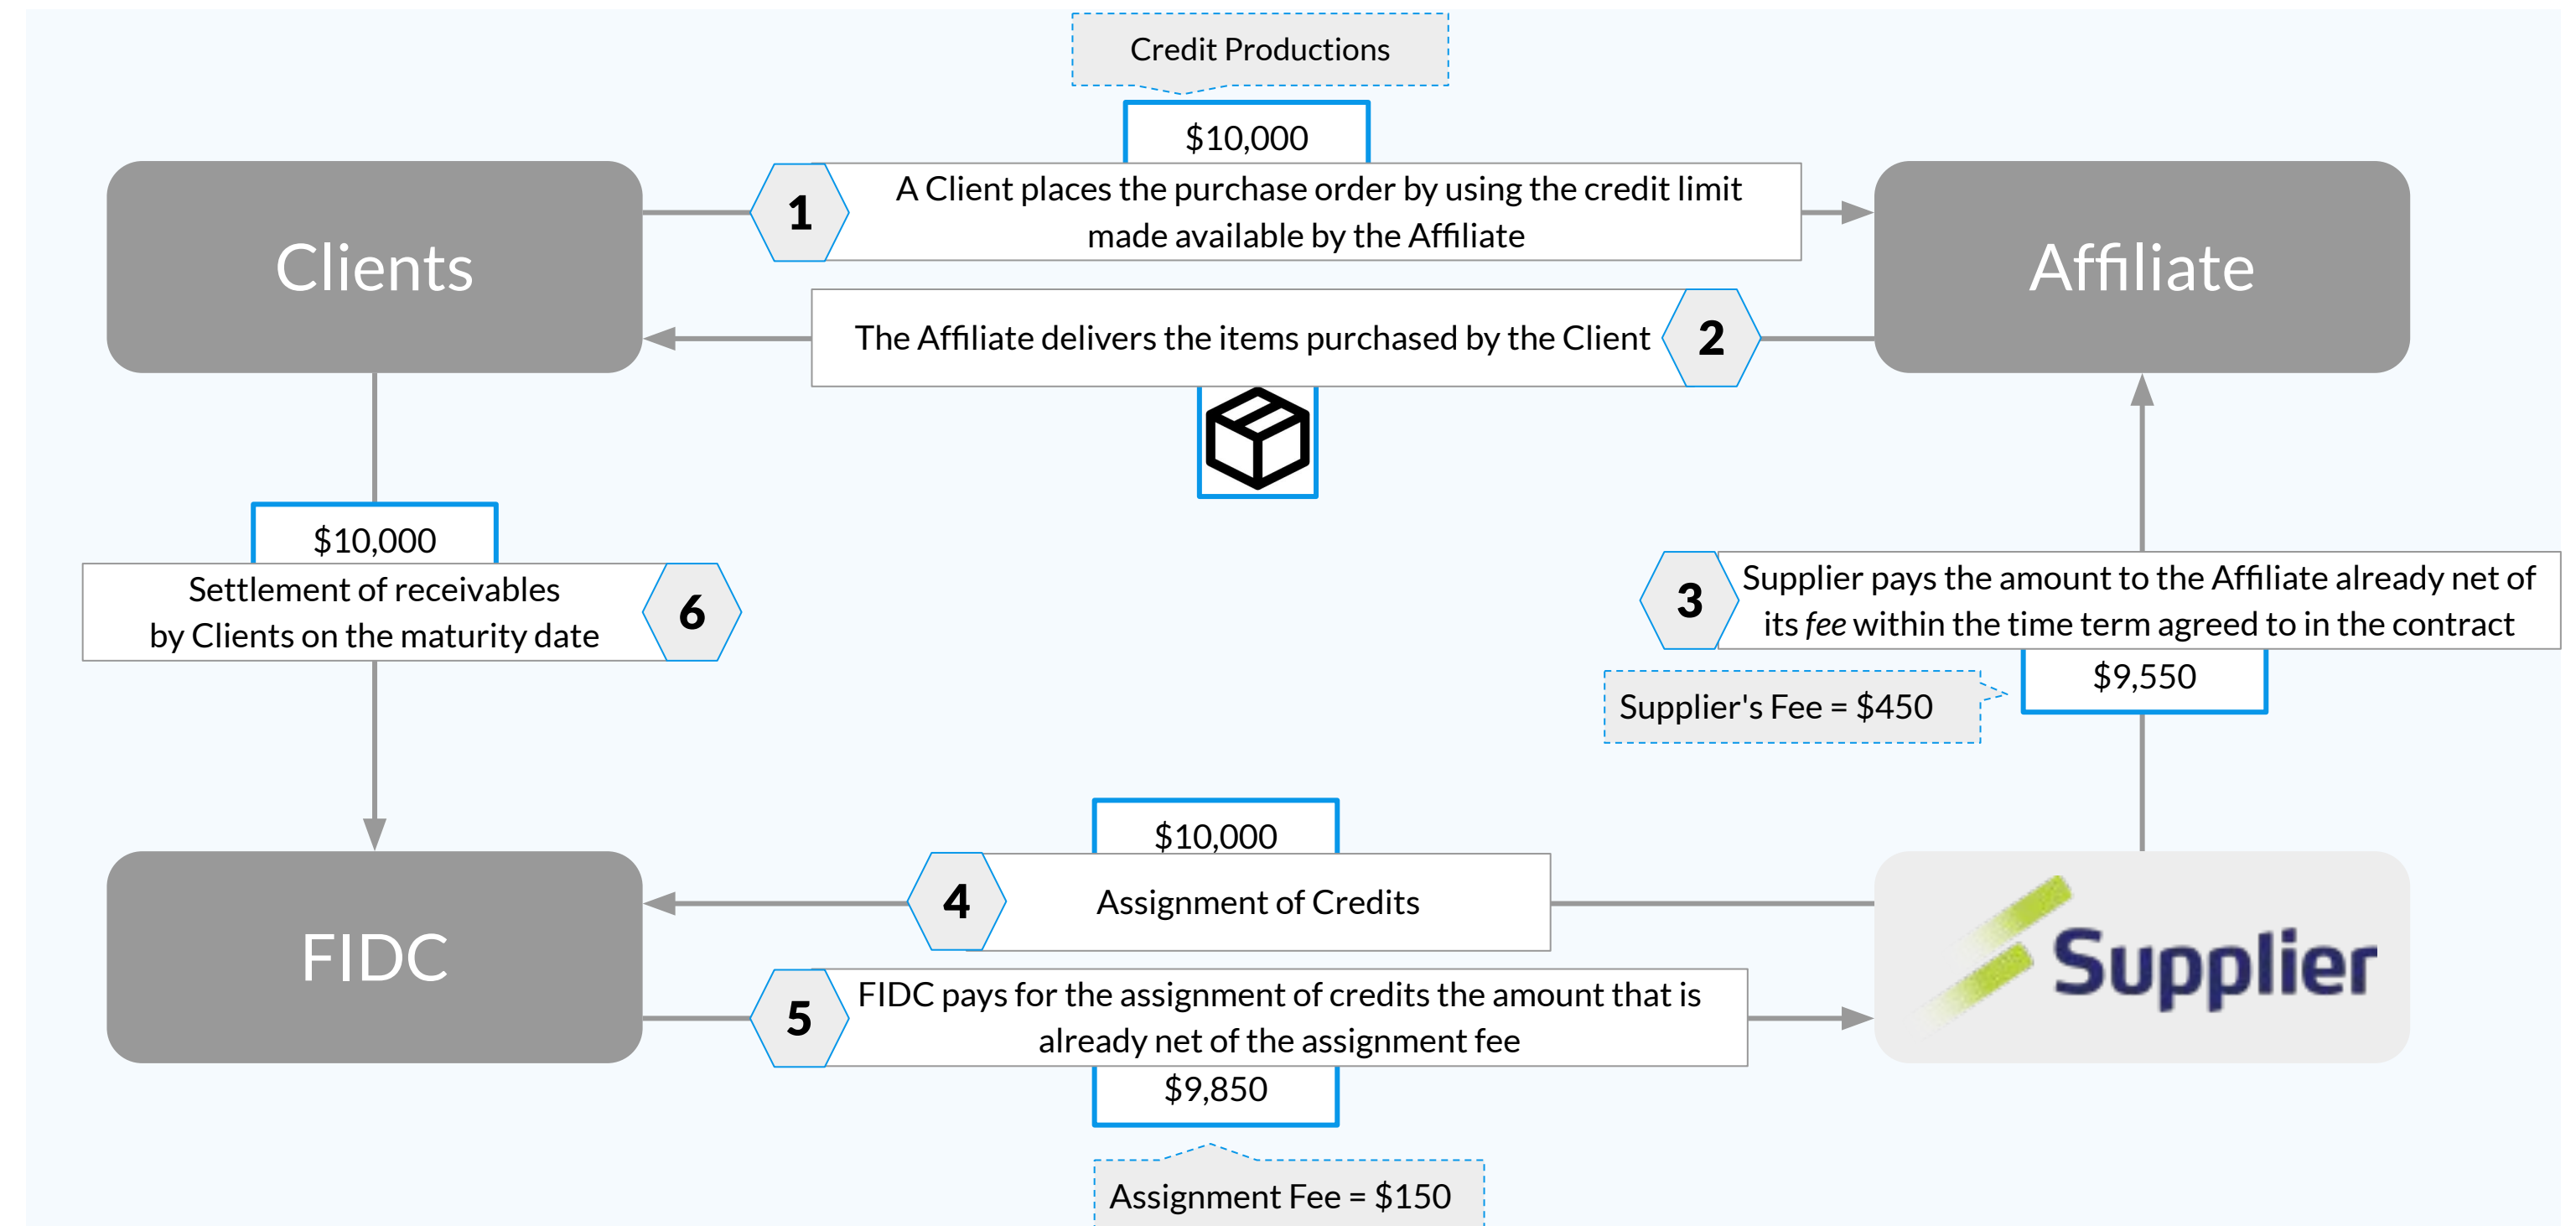 Credit Productions
$10,000
Clients
1
A Client places the purchase order by using the credit limit
made available by the Affiliate
Affiliate
The Affiliate delivers the items purchased by the Client
2
$10,000
Settlement of receivables
by Clients on the maturity date
6
3
Supplier pays the amount to the Affiliate already net of
its fee within the time term agreed to in the contract
$9,550
Supplier's Fee = $450
$10,000
4
Assignment of Credits
FIDC
Supplier
5
FIDC pays for the assignment of credits the amount that is
already net of the assignment fee
$9,850
Assignment Fee = $150